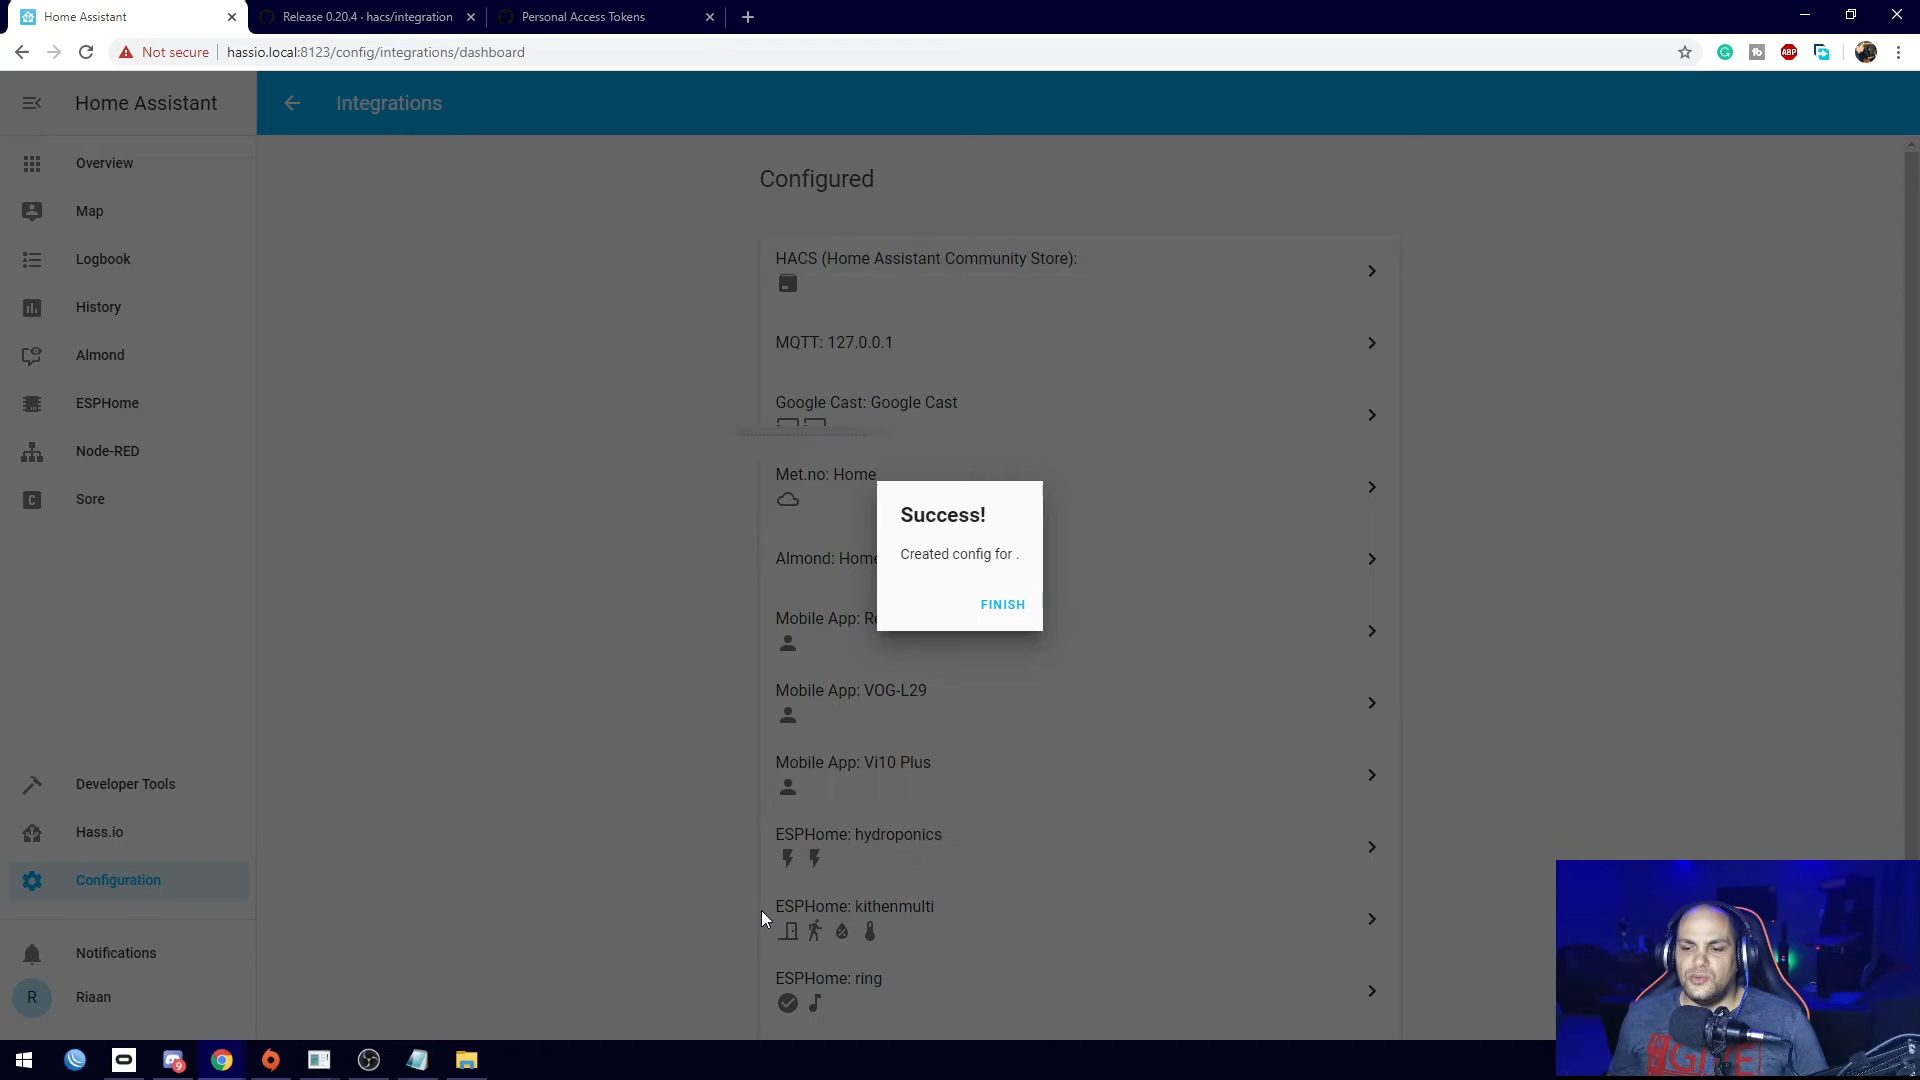 Home Assistant
Release 0.20.4 · hacs/integration
Personal Access Tokens
Not secure
hassio.local:8123/config/integrations/dashboard
ABP
Home Assistant
Integrations
Overview
Map
Logbook
History
Almond
ESPHome
Node-RED
C
Sore
Developer Tools
Hass.io
Configuration
Notifications
R
Riaan
Configured
HACS (Home Assistant Community Store):
MQTT: 127.0.0.1
Google Cast: Google Cast
Met.no: Home
Almond: Home
Mobile App: Re
Mobile App: VOG-L29
Mobile App: Vi10 Plus
ESPHome: hydroponics
ESPHome: kithenmulti
ESPHome: ring
Success!
Created config for .
FINISH
9